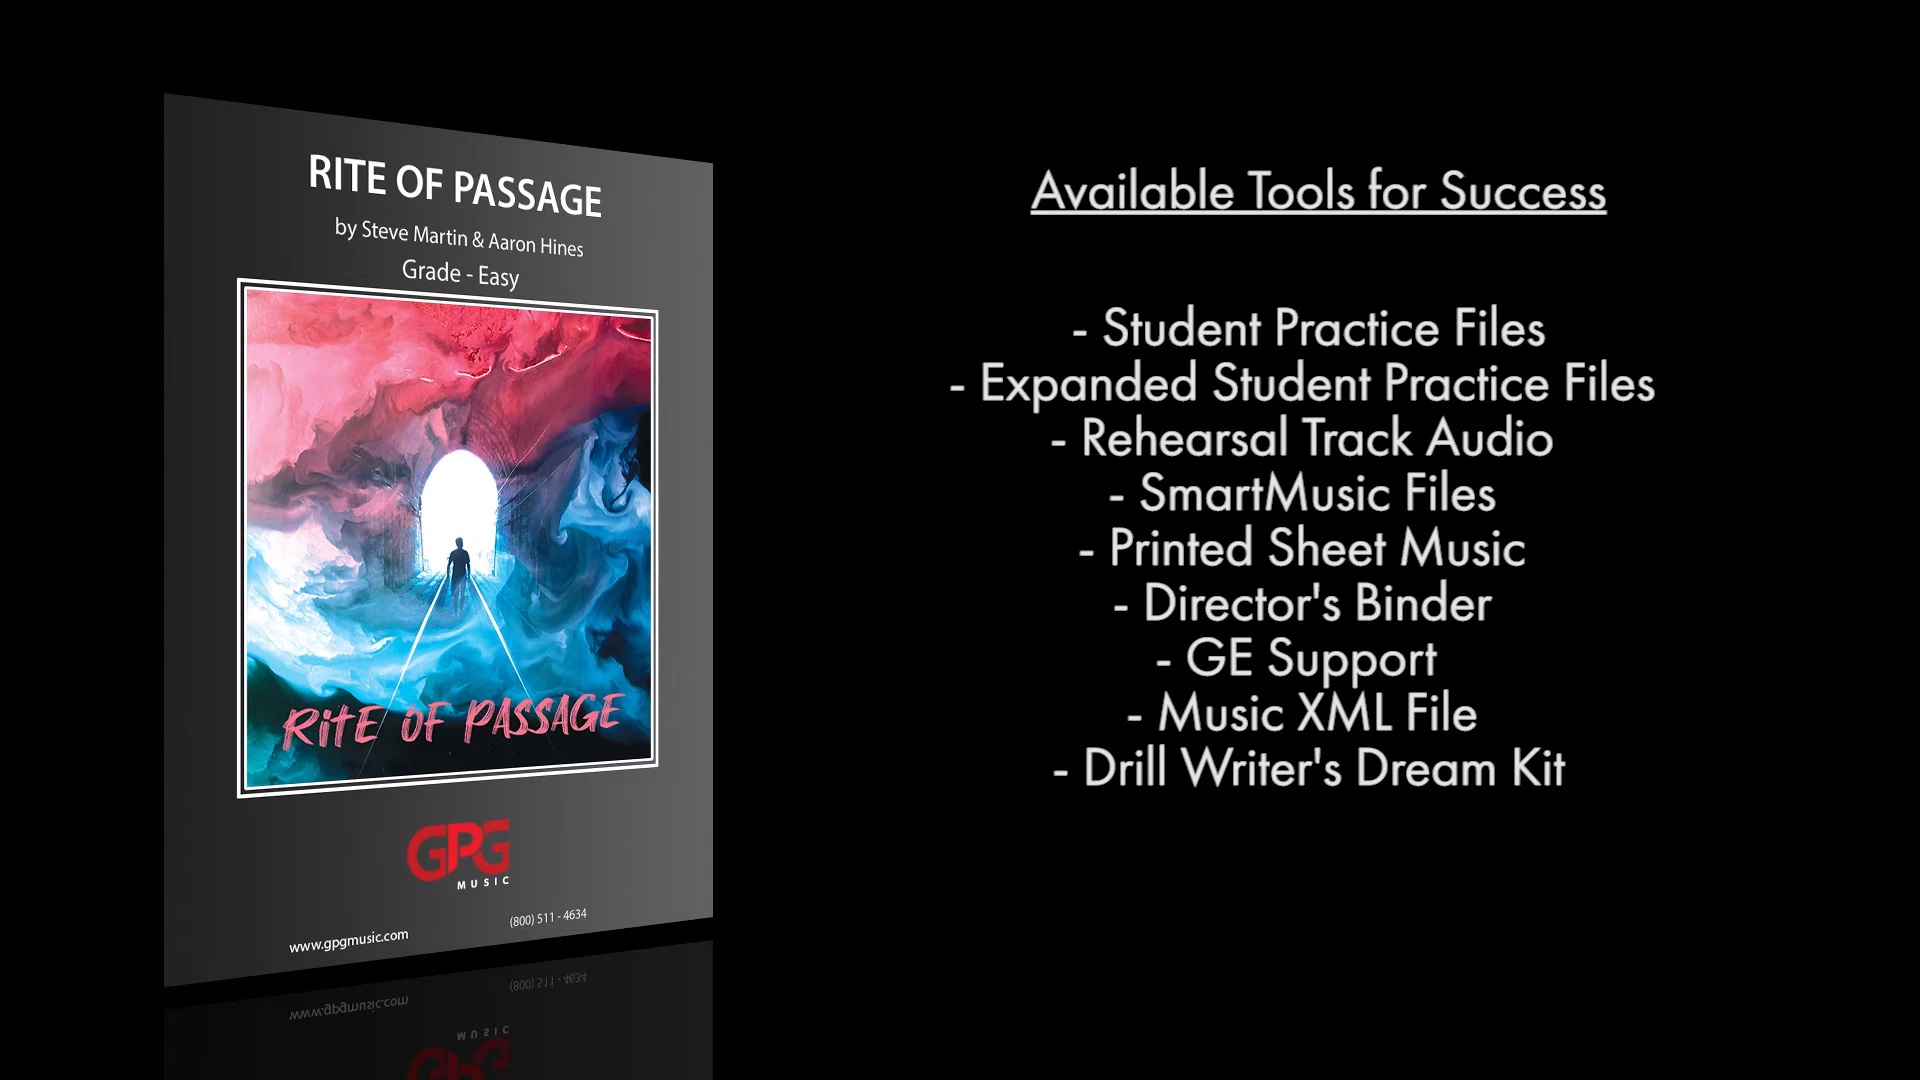 RITE OF PASSAGE
by Steve Martin & Aaron Hines
Grade - Easy
RITE OF PASSAGE
GPG
MUSIC
www.gpgmusic.com
(800) 511 - 4634
Available Tools for Success
- Student Practice Files
- Expanded Student Practice Files
- Rehearsal Track Audio
- SmartMusic Files
- Printed Sheet Music
- Director's Binder
- GE Support
- Music XML File
- Drill Writer's Dream Kit